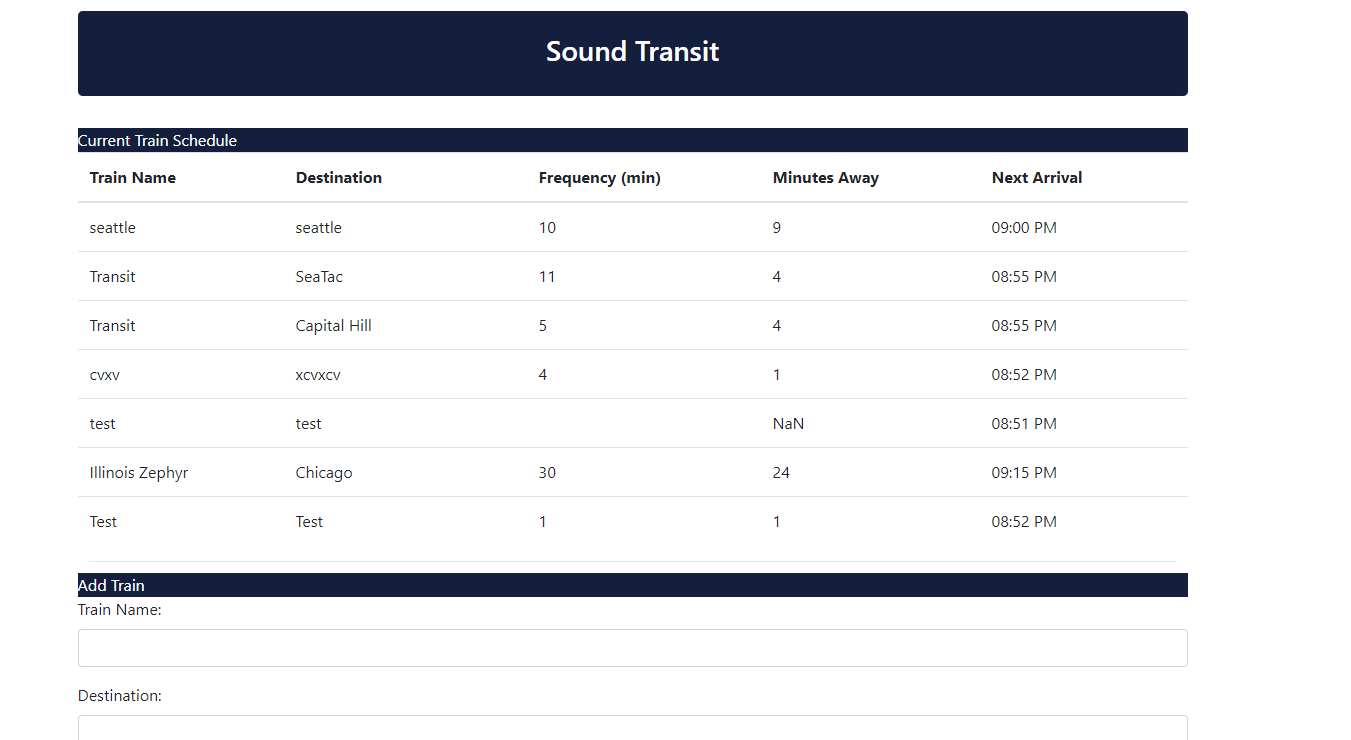 Sound Transit
Current Train Schedule
Train Name Destination Frequency (min) Minutes Away Next Arrival
seattle seattle 10 9 09:00 PM
Transit SeaTac 11 4 08:55 PM
Transit Capital Hill 5 4 08:55 PM
cvxv xcvxcv 4 1 08:52 PM
test test NaN 08:51 PM
Illinois Zephyr Chicago 30 24 09:15 PM
Test Test 1 1 08:52 PM
Add Train
Train Name:
Destination: